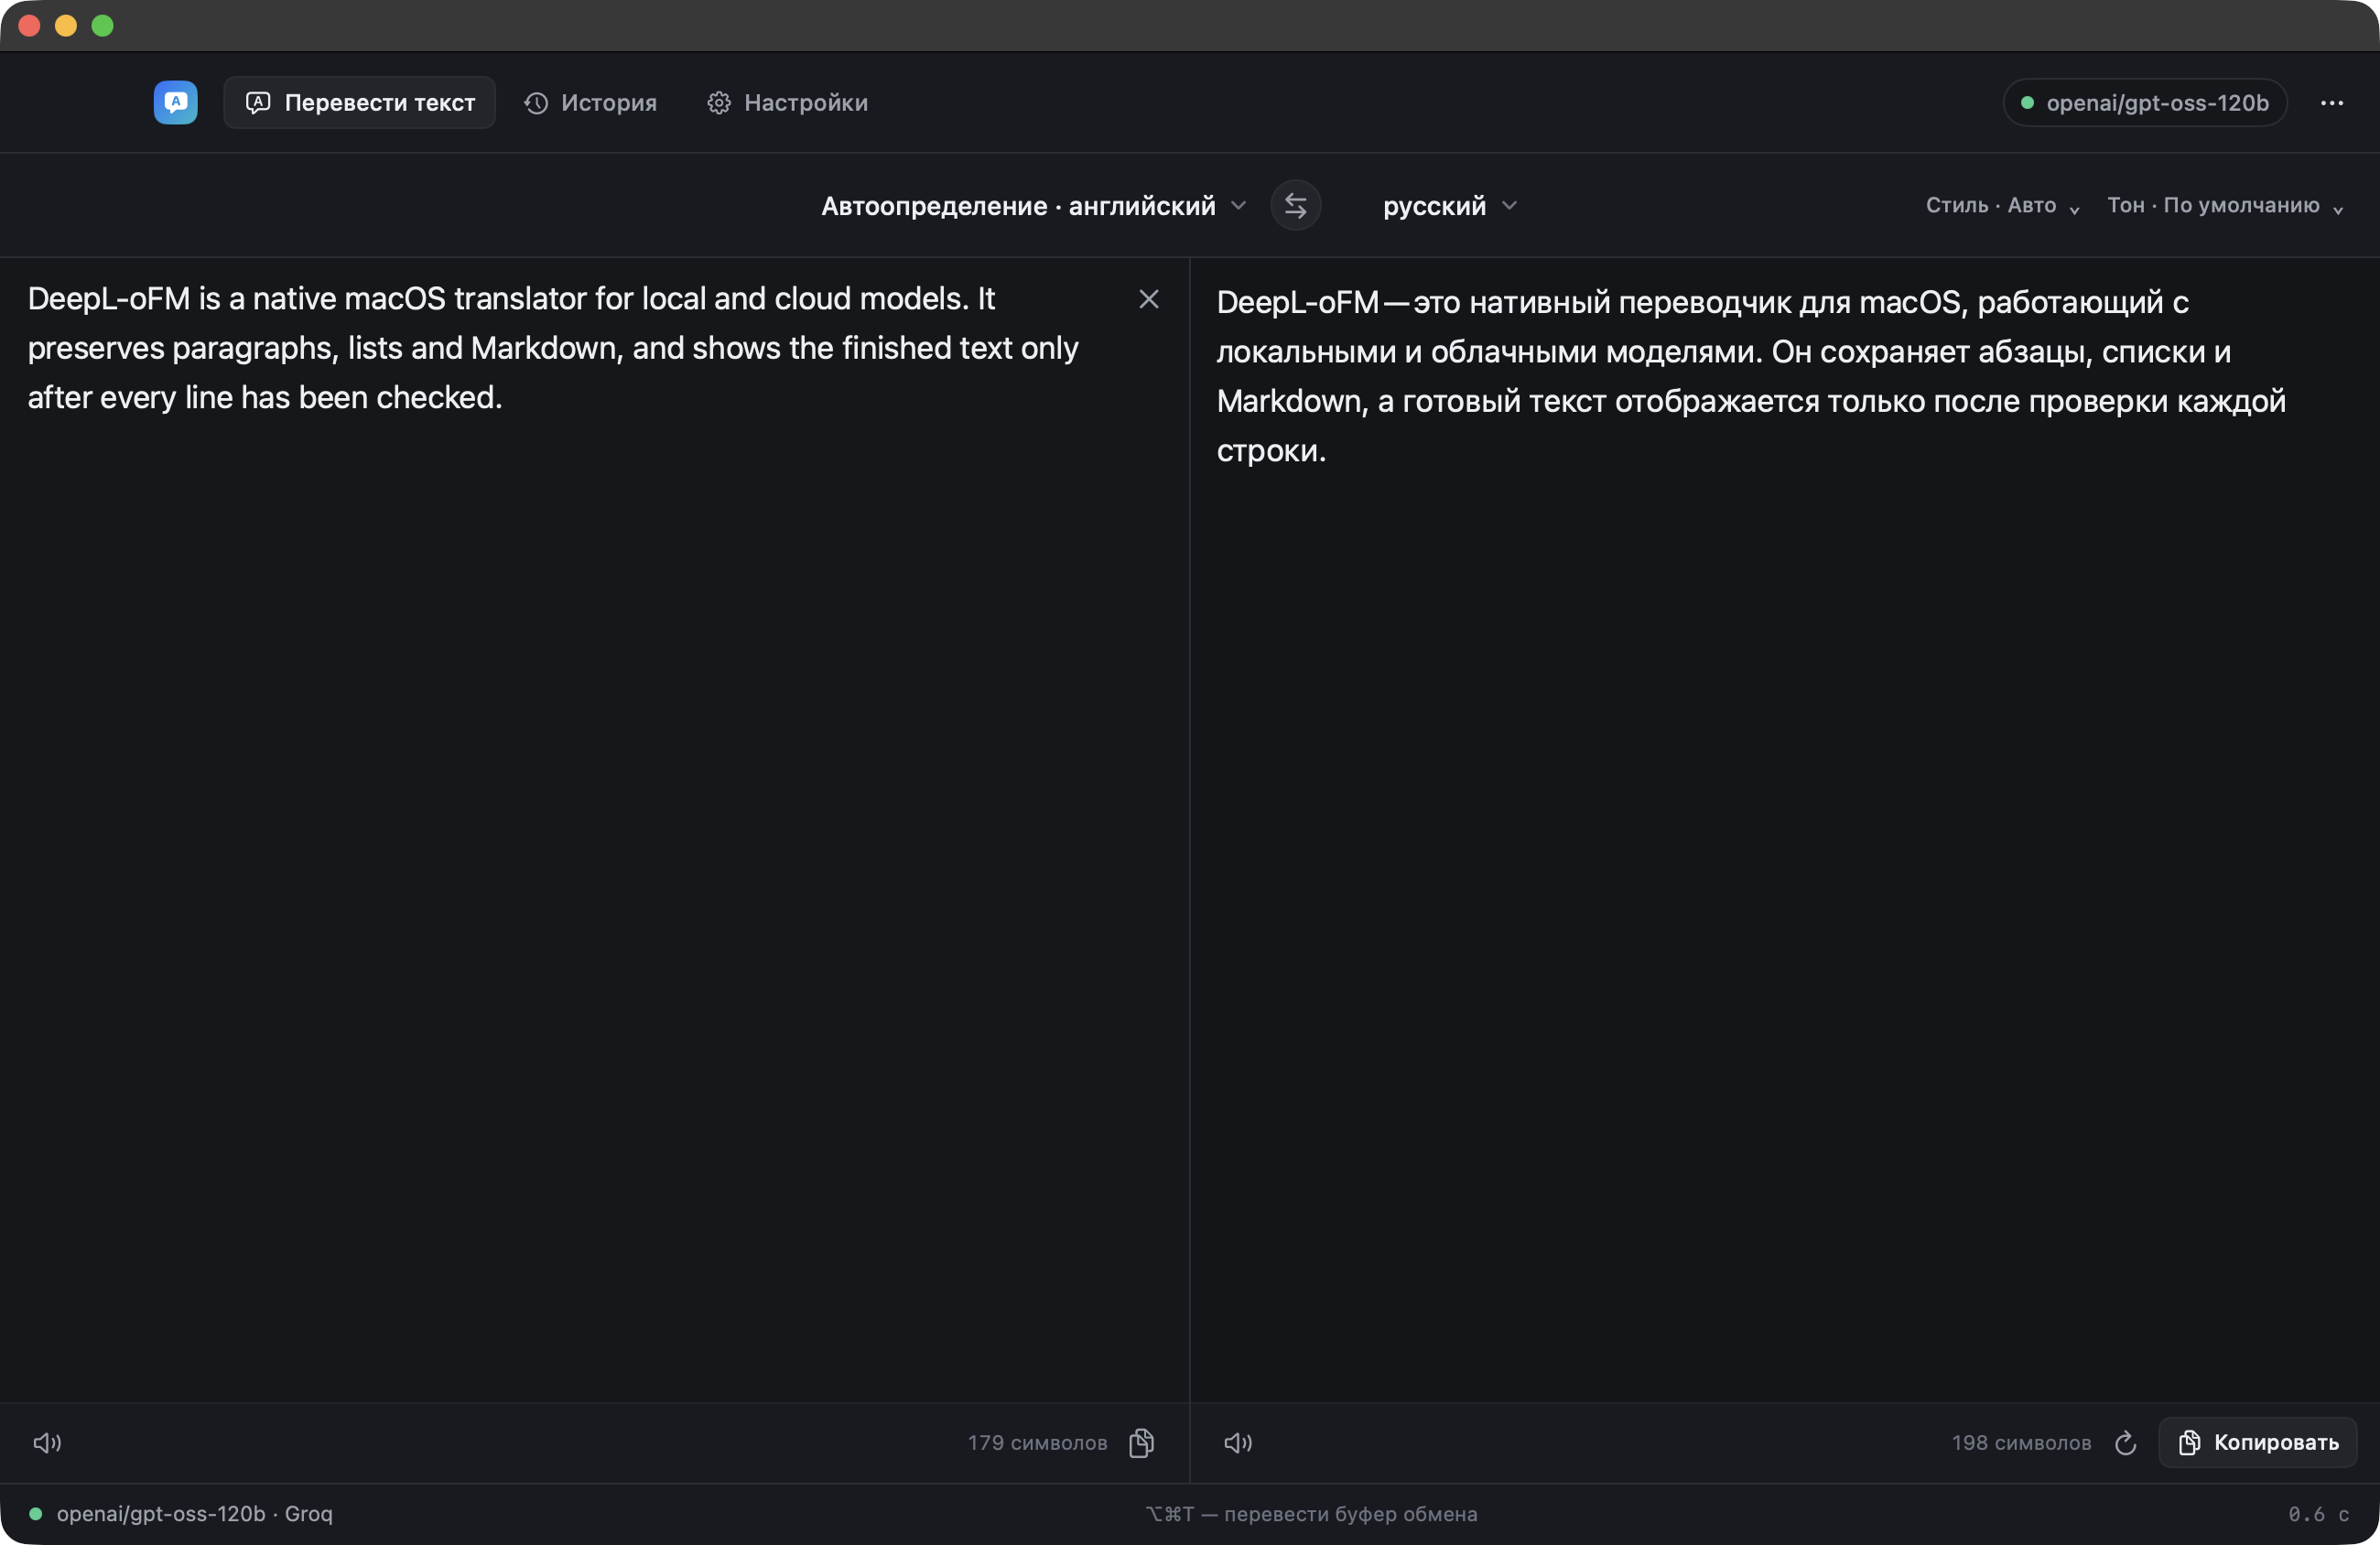 Перевести текст
История
Настройки
openai/gpt-oss-120b
Автоопределение · английский
русский
Стиль · Авто
Тон · По умолчанию
DeepL-oFM is a native macOS translator for local and cloud models. It
preserves paragraphs, lists and Markdown, and shows the finished text only
after every line has been checked.
DeepL-oFM — это нативный переводчик для macOS, работающий с
локальными и облачными моделями. Он сохраняет абзацы, списки и
Markdown, а готовый текст отображается только после проверки каждой
строки.
179 символов
198 символов
Копировать
openai/gpt-oss-120b · Groq
⌥⌘T — перевести буфер обмена
0.6 с